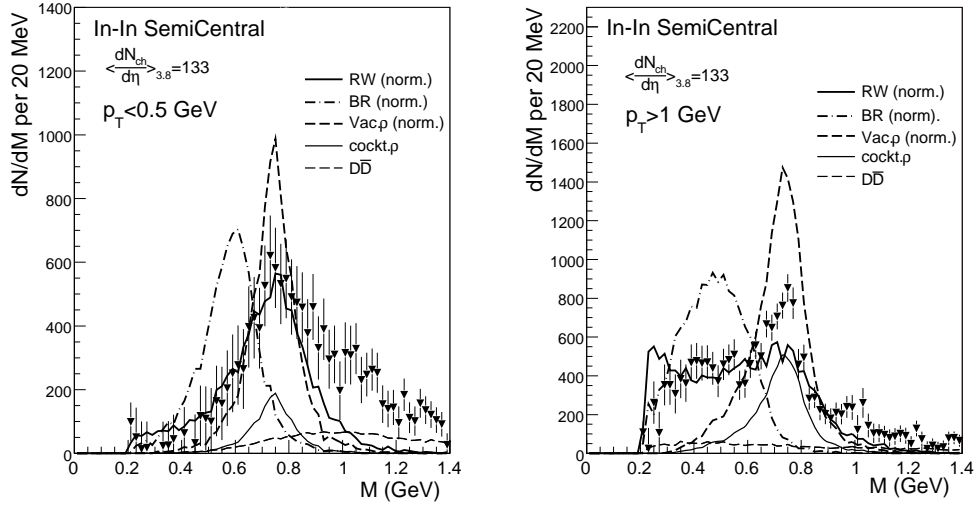 In-In SemiCentral
<dN_ch/dη>_3.8=133
p_T<0.5 GeV
RW (norm.)
BR (norm.)
Vac.ρ (norm.)
cockt.ρ
DD̅
dN/dM per 20 MeV
1400
1200
1000
800
600
400
200
0
0 0.2 0.4 0.6 0.8 1 1.2 1.4
M (GeV)
In-In SemiCentral
<dN_ch/dη>_3.8=133
p_T>1 GeV
RW (norm.)
BR (norm).
Vac.ρ (norm.)
cockt.ρ
DD̅
dN/dM per 20 MeV
2200
2000
1800
1600
1400
1200
1000
800
600
400
200
0
0 0.2 0.4 0.6 0.8 1 1.2 1.4
M (GeV)